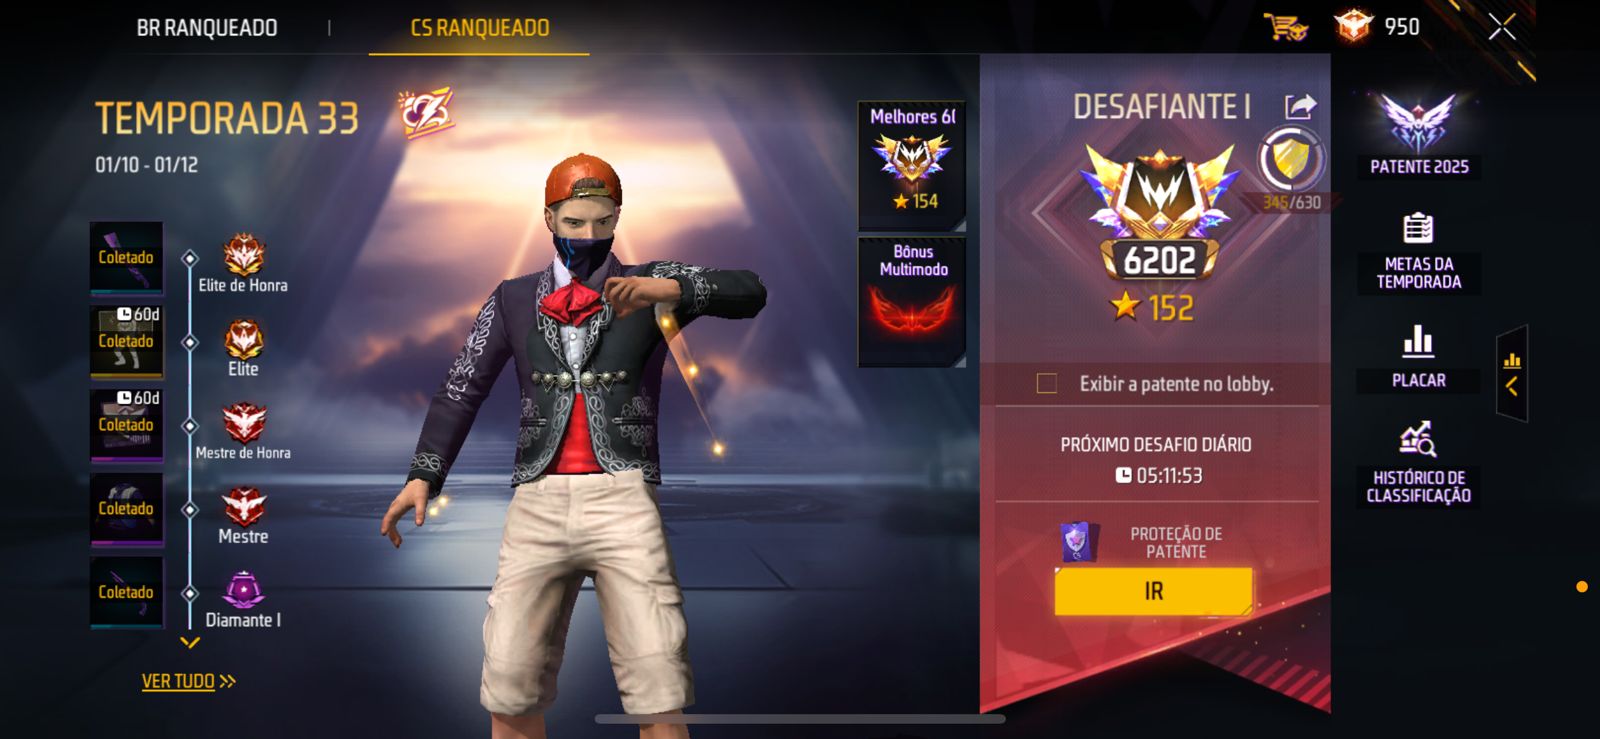 BR RANQUEADO
CS RANQUEADO
950
TEMPORADA 33
01/10 - 01/12
Coletado
Elite de Honra
60d
Coletado
Elite
60d
Coletado
Mestre de Honra
Coletado
Mestre
Coletado
Diamante I
VER TUDO >>
Melhores 6
154
Bônus
Multimodo
DESAFIANTE I
345/630
6202
152
Exibir a patente no lobby.
PRÓXIMO DESAFIO DIÁRIO
05:11:53
PROTEÇÃO DE
PATENTE
IR
PATENTE 2025
METAS DA
TEMPORADA
PLACAR
HISTÓRICO DE
CLASSIFICAÇÃO